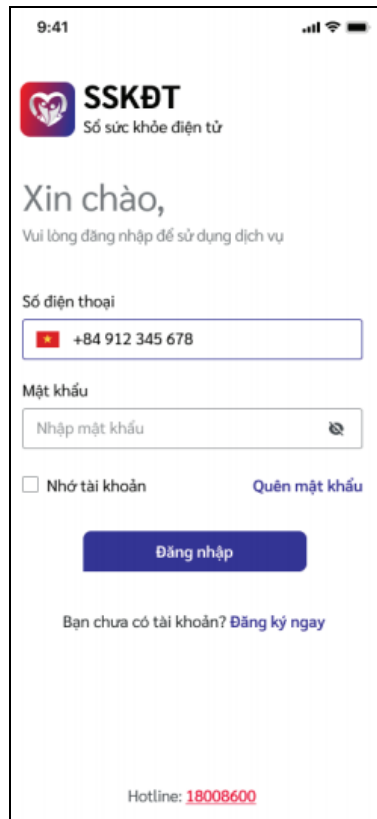 9:41
SSKĐT
Sổ sức khỏe điện tử
Xin chào,
Vui lòng đăng nhập để sử dụng dịch vụ
Số điện thoại
+84 912 345 678
Mật khẩu
Nhập mật khẩu
Nhớ tài khoản Quên mật khẩu
Đăng nhập
Bạn chưa có tài khoản? Đăng ký ngay
Hotline: 18008600